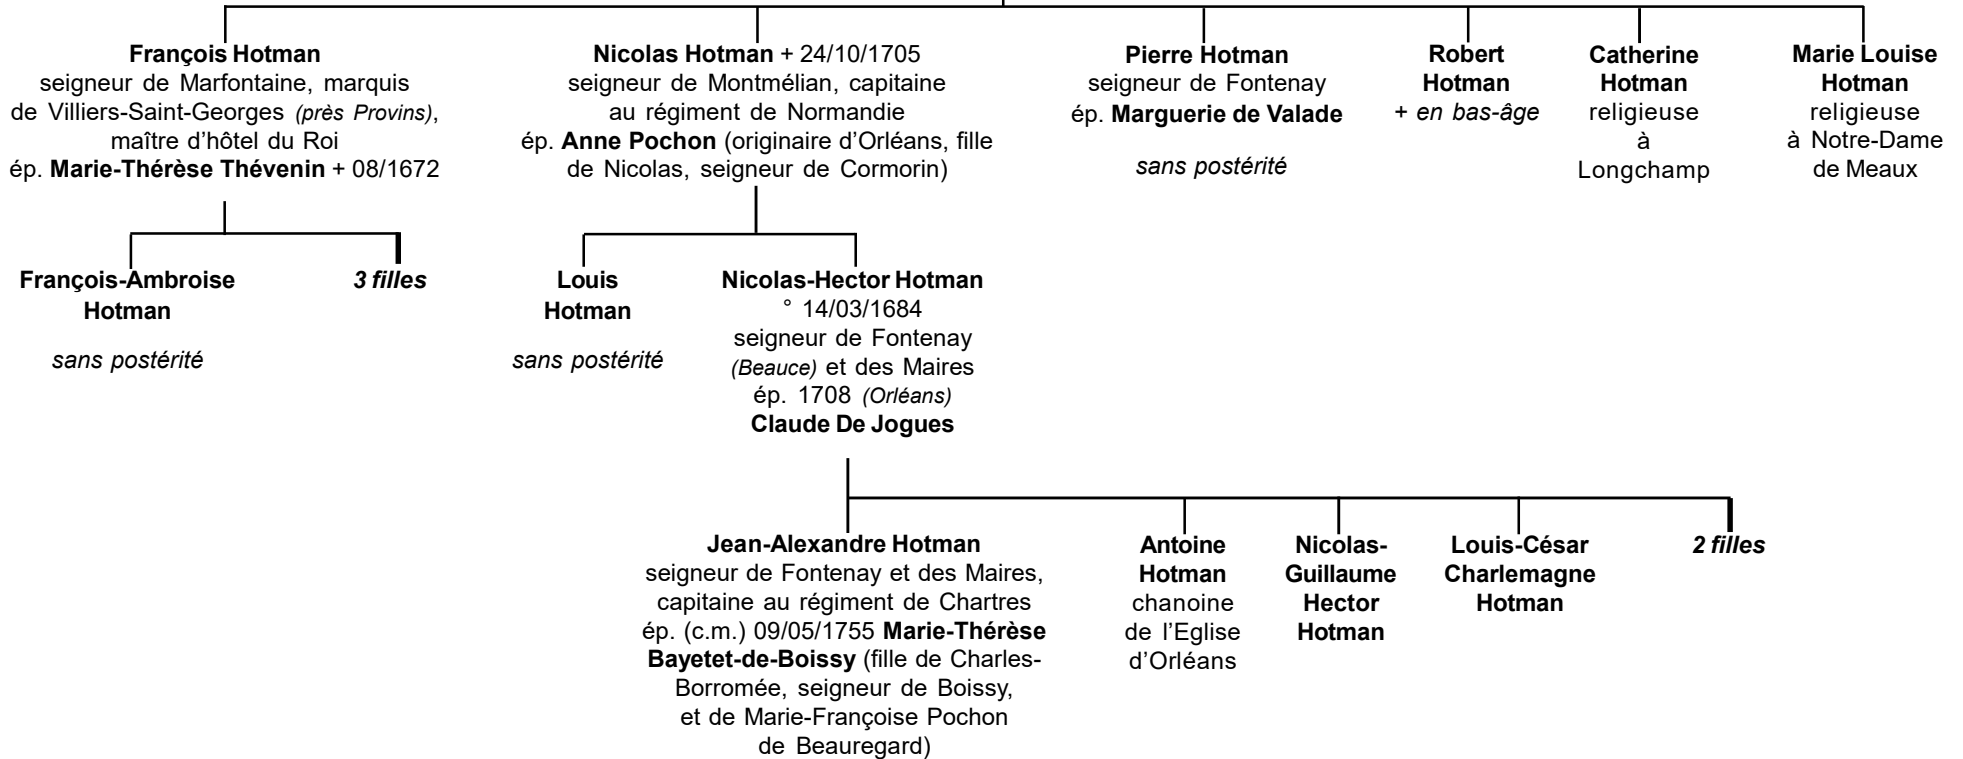 François Hotman
seigneur de Marfontaine, marquis
de Villiers-Saint-Georges (près Provins),
maître d’hôtel du Roi
ép. Marie-Thérèse Thévenin + 08/1672
Nicolas Hotman + 24/10/1705
seigneur de Montmélian, capitaine
au régiment de Normandie
ép. Anne Pochon (originaire d’Orléans, fille
de Nicolas, seigneur de Cormorin)
Pierre Hotman
seigneur de Fontenay
ép. Marguerie de Valade
sans postérité
Robert
Hotman
+ en bas-âge
Catherine
Hotman
religieuse
à
Longchamp
Marie Louise
Hotman
religieuse
à Notre-Dame
de Meaux
François-Ambroise
Hotman
sans postérité
3 filles
Louis
Hotman
sans postérité
Nicolas-Hector Hotman
° 14/03/1684
seigneur de Fontenay
(Beauce) et des Maires
ép. 1708 (Orléans)
Claude De Jogues
Jean-Alexandre Hotman
seigneur de Fontenay et des Maires,
capitaine au régiment de Chartres
ép. (c.m.) 09/05/1755 Marie-Thérèse
Bayetet-de-Boissy (fille de Charles-
Borromée, seigneur de Boissy,
et de Marie-Françoise Pochon
de Beauregard)
Antoine
Hotman
chanoine
de l’Eglise
d’Orléans
Nicolas-
Guillaume
Hector
Hotman
Louis-César
Charlemagne
Hotman
2 filles